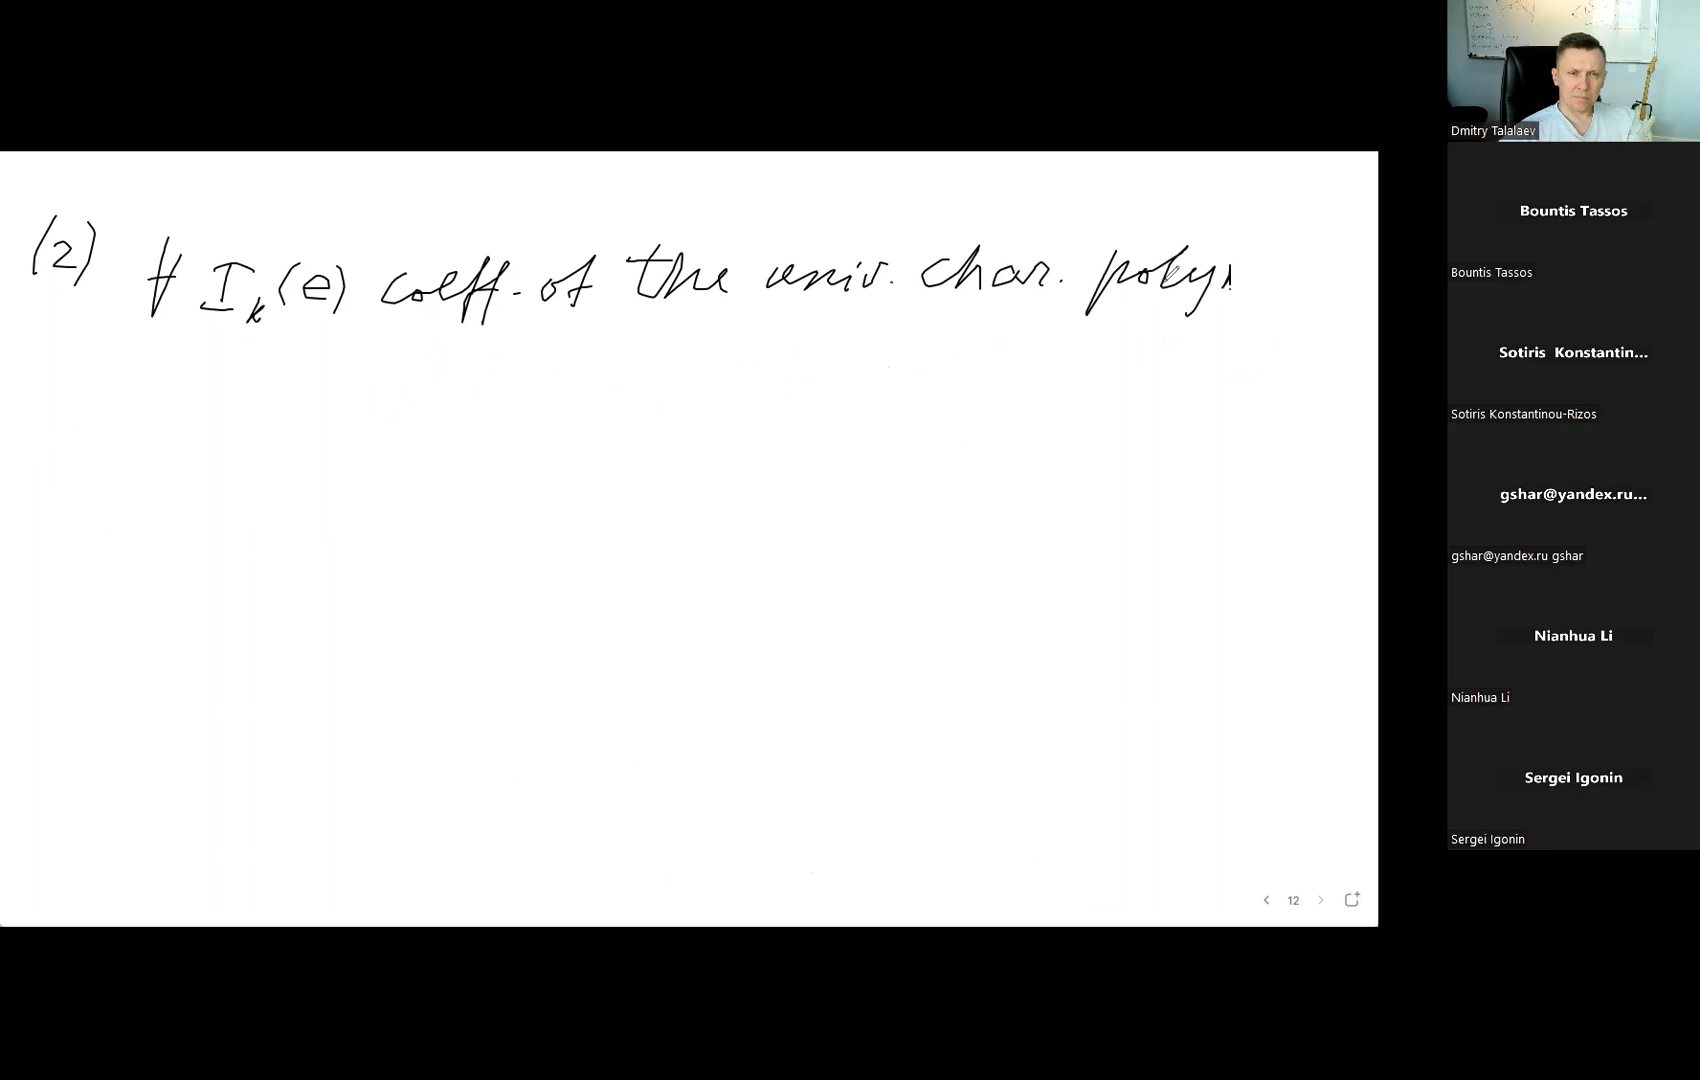 Dmitry Talalaev
(2) ∀ I_k(e) coeff. of the univ. char. polyn
Bountis Tassos
Bountis Tassos
Sotiris Konstantin...
Sotiris Konstantinou-Rizos
gshar@yandex.ru...
gshar@yandex.ru gshar
Nianhua Li
Nianhua Li
Sergei Igonin
Sergei Igonin
12